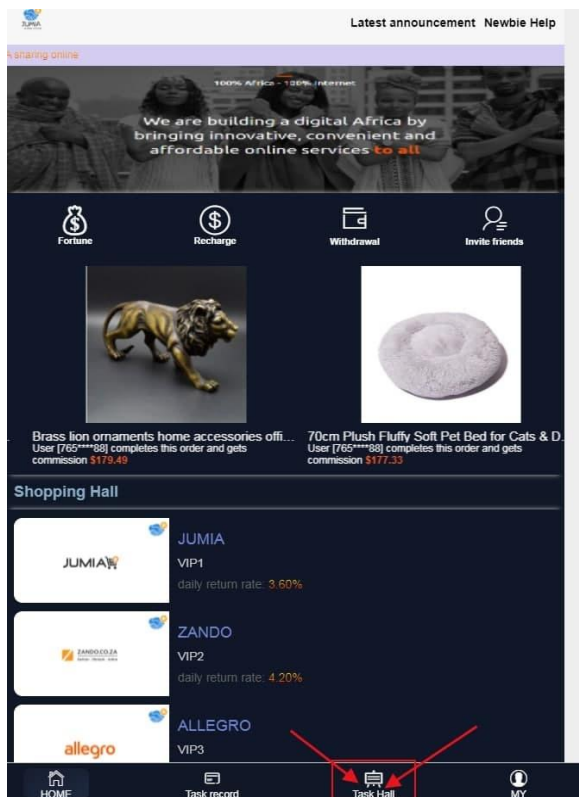 JUMIA
Latest announcement Newbie Help
A sharing online
100% Africa - 100% Internet
We are building a digital Africa by
bringing innovative, convenient and
affordable online services to all
Fortune
Recharge
Withdrawal
Invite friends
Brass lion ornaments home accessories offi...
User [765****88] completes this order and gets
commission $179.49
70cm Plush Fluffy Soft Pet Bed for Cats & D
User [765****88] completes this order and gets
commission $177.33
Shopping Hall
JUMIA
JUMIA
VIP1
daily return rate: 3.60%
ZANDO.CO.ZA
ZANDO
VIP2
daily return rate: 4.20%
allegro
ALLEGRO
VIP3
HOME
Task record
Task Hall
MY